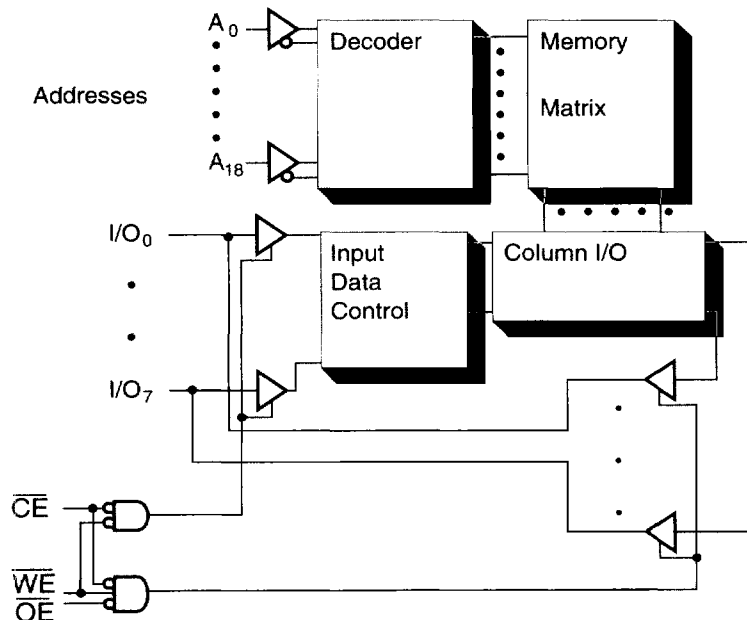 A0
Decoder
Memory
Addresses
Matrix
A18
I/O0
Input
Data
Control
Column I/O
I/O7
CE
WE
OE